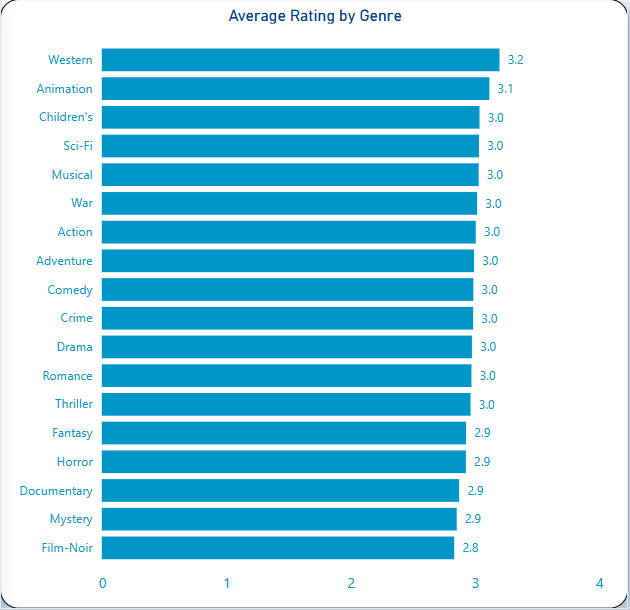 Average Rating by Genre
Western 3.2
Animation 3.1
Children's 3.0
Sci-Fi 3.0
Musical 3.0
War 3.0
Action 3.0
Adventure 3.0
Comedy 3.0
Crime 3.0
Drama 3.0
Romance 3.0
Thriller 3.0
Fantasy 2.9
Horror 2.9
Documentary 2.9
Mystery 2.9
Film-Noir 2.8
0 1 2 3 4